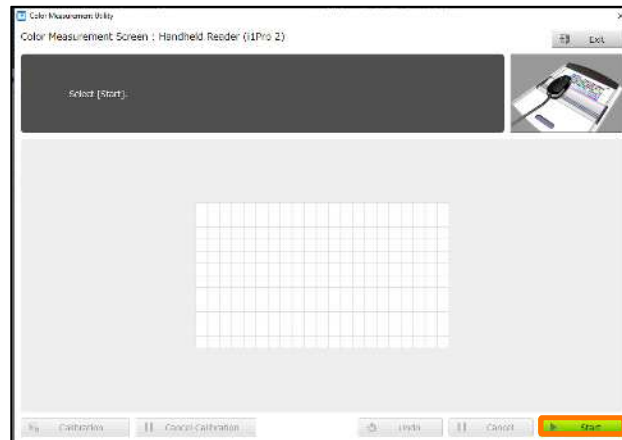 Color Measurement Utility
Color Measurement Screen : Handheld Reader (i1Pro 2)
Exit
Select [Start].
Calibration
Cancel Calibration
Undo
Cancel
Start